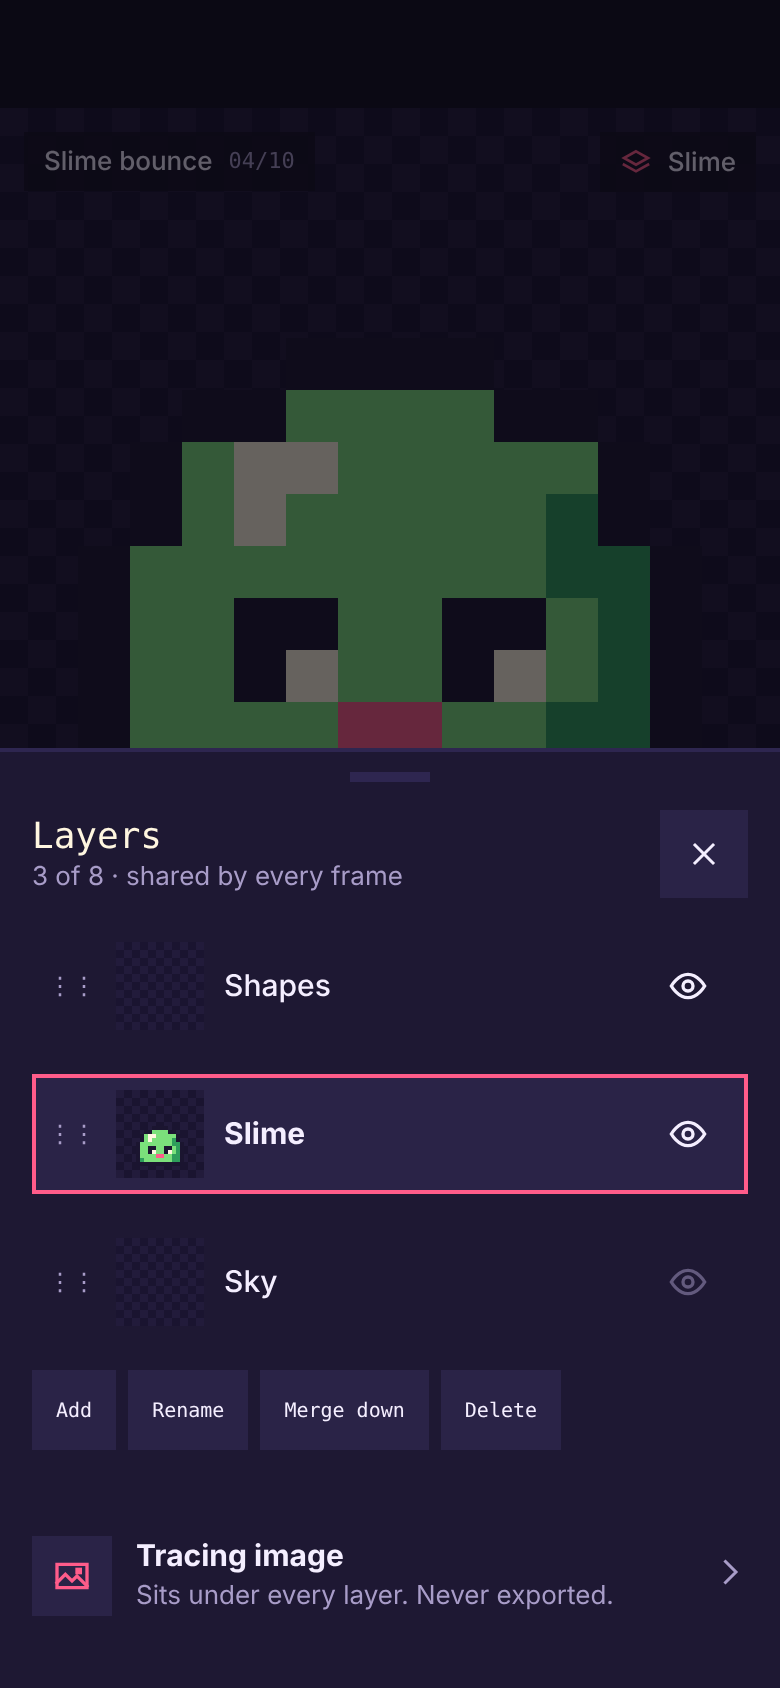 Slime bounce 04/10
Slime
Layers
3 of 8 · shared by every frame
Shapes
Slime
Sky
Add
Rename
Merge down
Delete
Tracing image
Sits under every layer. Never exported.